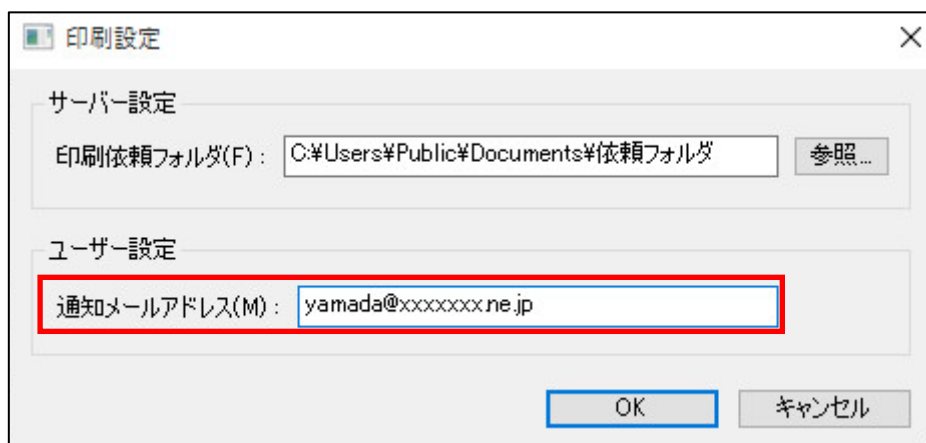 印刷設定
サーバー設定
印刷依頼フォルダ(F)： C:¥Users¥Public¥Documents¥依頼フォルダ 参照...
ユーザー設定
通知メールアドレス(M)： yamada@xxxxxxx.ne.jp
OK キャンセル